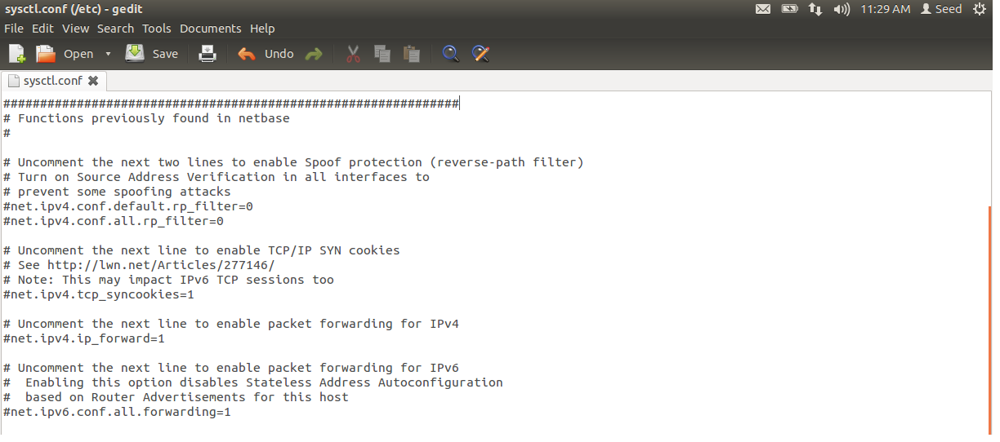 sysctl.conf (/etc) - gedit
11:29 AM Seed
File Edit View Search Tools Documents Help
Open Save Undo
sysctl.conf
##############################################################
# Functions previously found in netbase
#
# Uncomment the next two lines to enable Spoof protection (reverse-path filter)
# Turn on Source Address Verification in all interfaces to
# prevent some spoofing attacks
#net.ipv4.conf.default.rp_filter=0
#net.ipv4.conf.all.rp_filter=0
# Uncomment the next line to enable TCP/IP SYN cookies
# See http://lwn.net/Articles/277146/
# Note: This may impact IPv6 TCP sessions too
#net.ipv4.tcp_syncookies=1
# Uncomment the next line to enable packet forwarding for IPv4
#net.ipv4.ip_forward=1
# Uncomment the next line to enable packet forwarding for IPv6
#  Enabling this option disables Stateless Address Autoconfiguration
#  based on Router Advertisements for this host
#net.ipv6.conf.all.forwarding=1